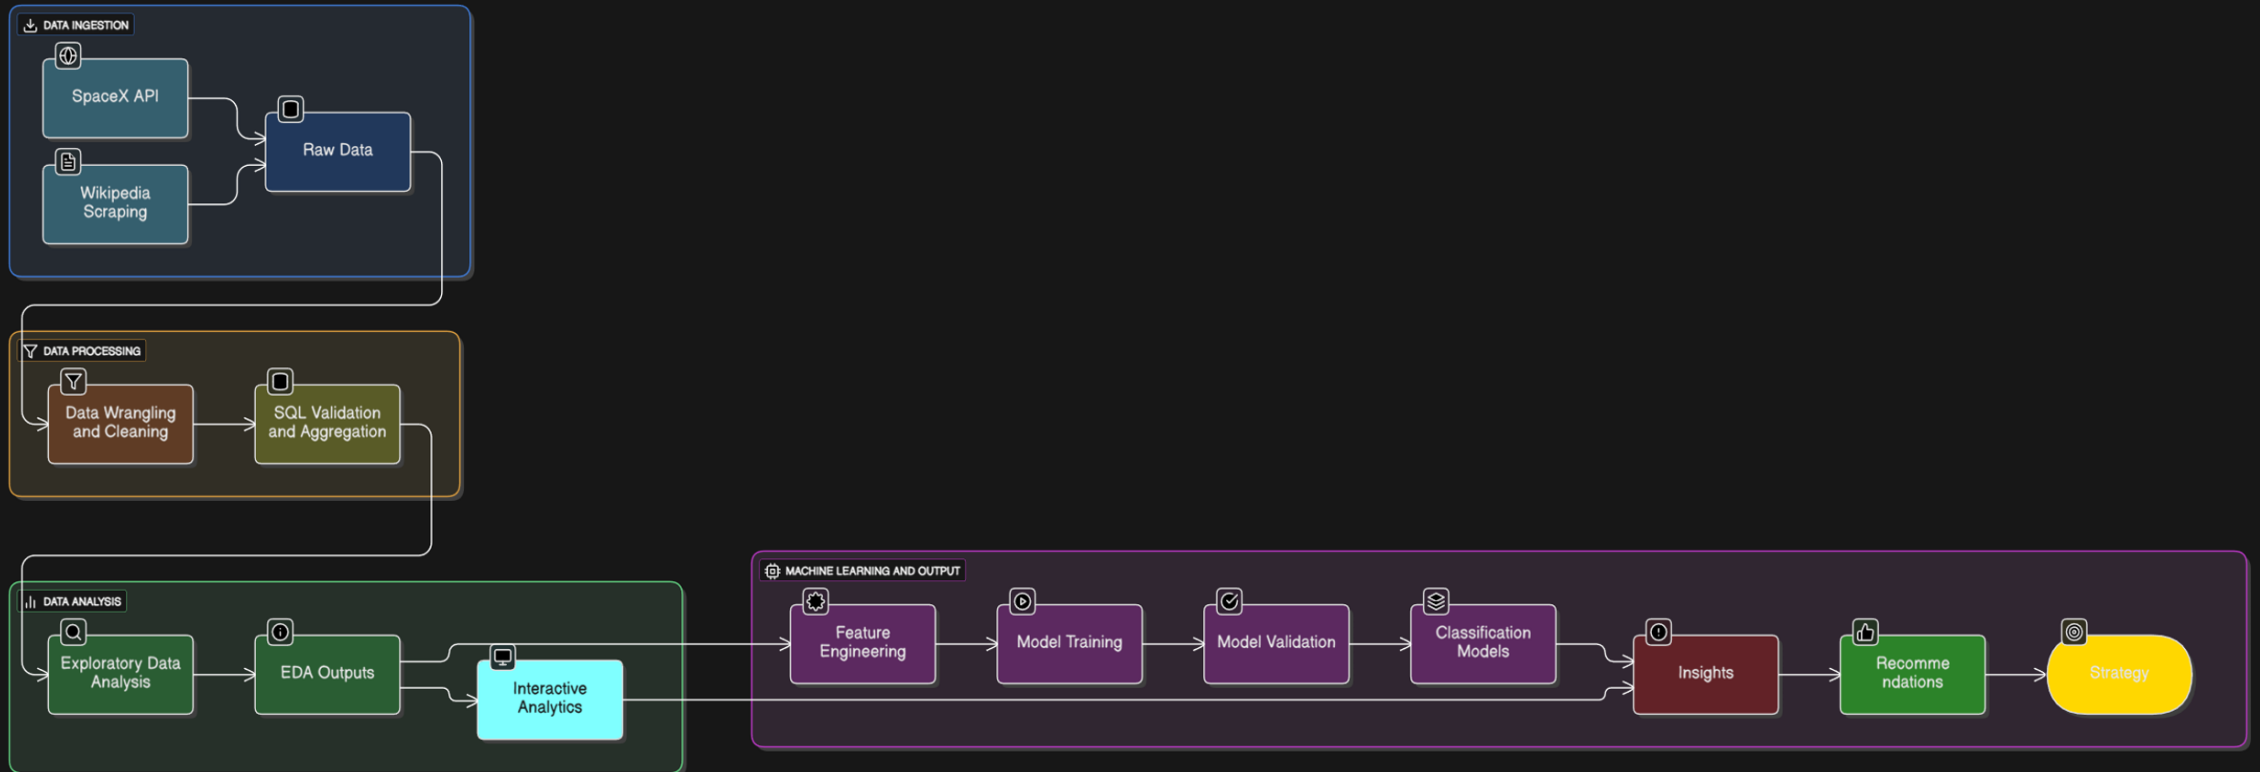 DATA INGESTION
SpaceX API
Raw Data
Wikipedia
Scraping
DATA PROCESSING
Data Wrangling
and Cleaning
SQL Validation
and Aggregation
DATA ANALYSIS
Exploratory Data
Analysis
EDA Outputs
Interactive
Analytics
MACHINE LEARNING AND OUTPUT
Feature
Engineering
Model Training
Model Validation
Classification
Models
Insights
Recomme
ndations
Strategy